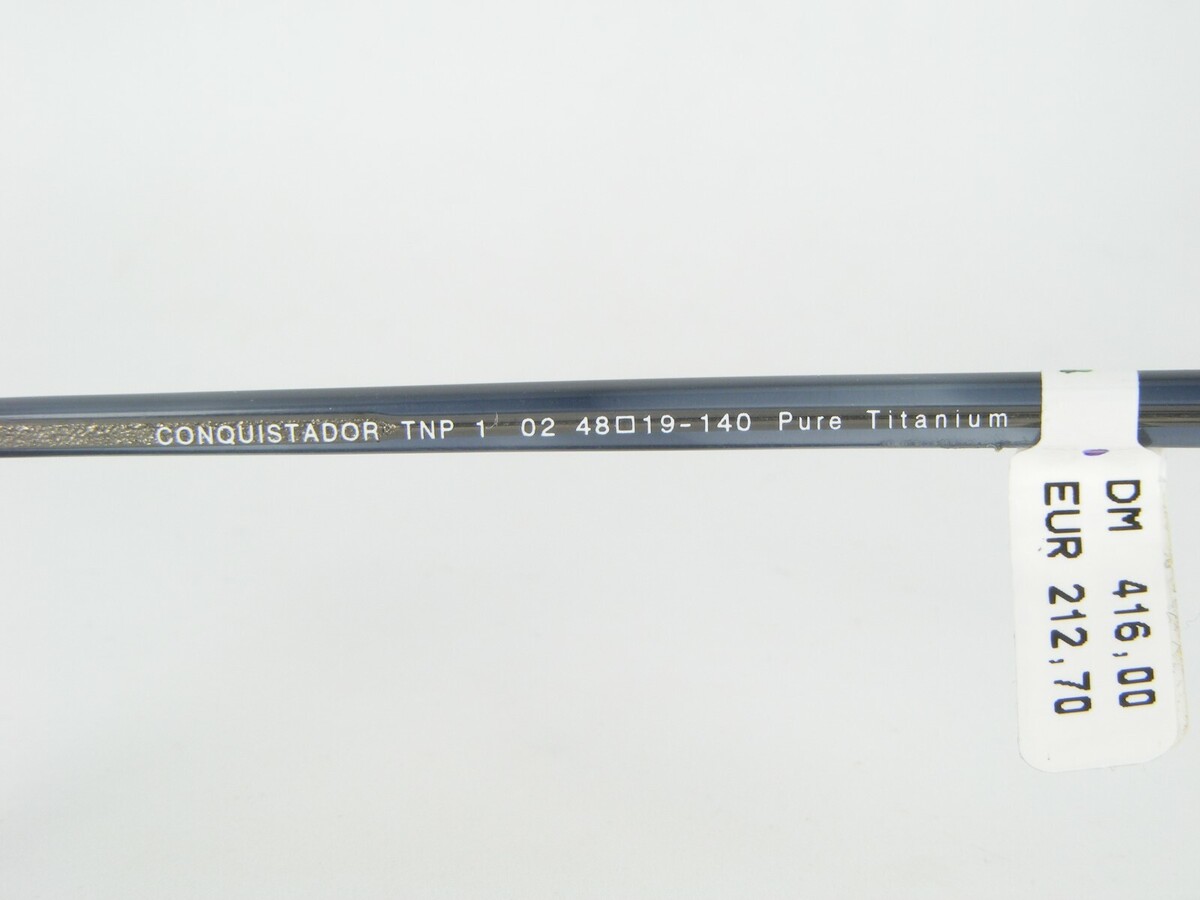 CONQUISTADOR TNP 1 02 48□19-140 Pure Titanium
DM 416,00
EUR 212,70